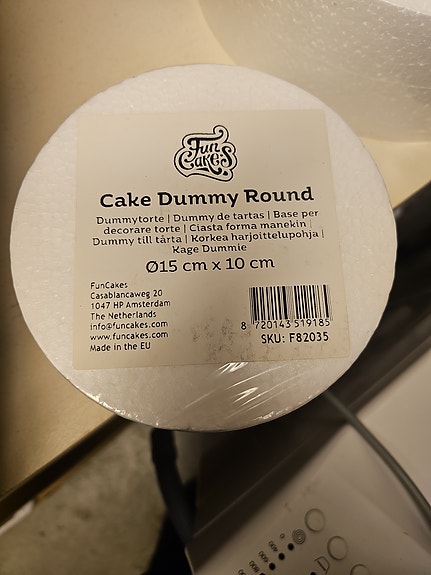 Fun
Cakes
Cake Dummy Round
Dummytorte | Dummy de tartas | Base per
decorare torte | Ciasta forma manekin |
Dummy till tårta | Korkea harjoittelupohja |
Kage Dummie
Ø15 cm x 10 cm
FunCakes
Casablancaweg 20
1047 HP Amsterdam
The Netherlands
info@funcakes.com
www.funcakes.com
Made in the EU
8 720143 519185
SKU: F82035